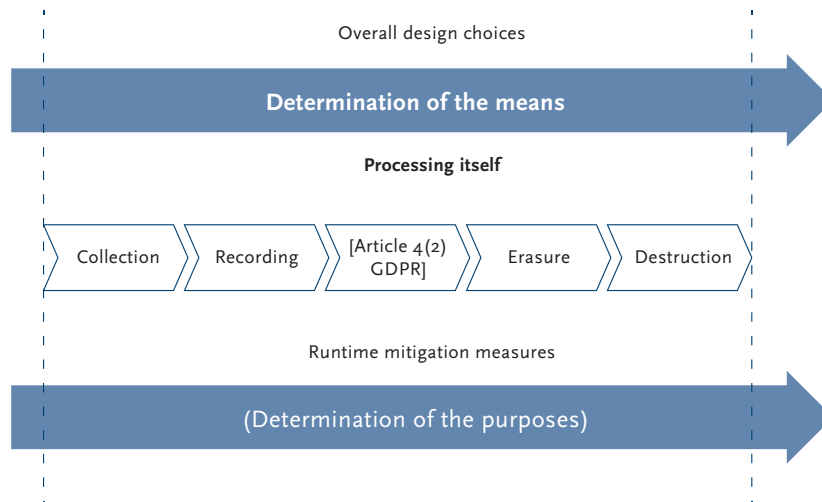 Overall design choices
Determination of the means
Processing itself
Collection
Recording
[Article 4(2)
GDPR]
Erasure
Destruction
Runtime mitigation measures
(Determination of the purposes)